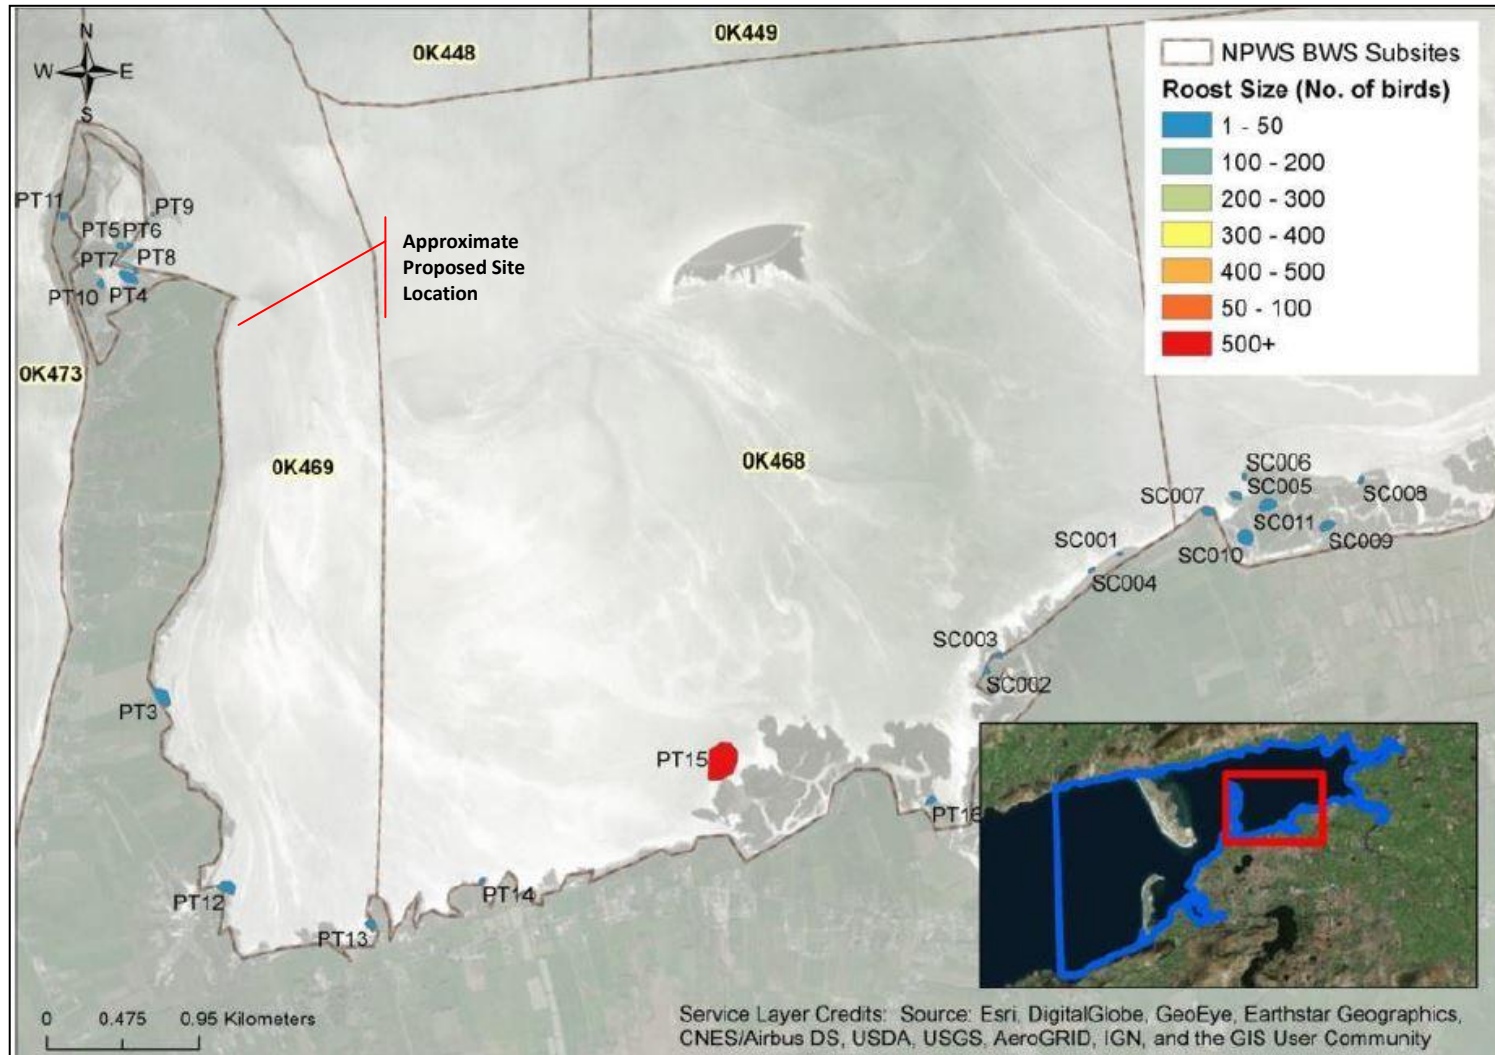 N
W E
S
0K448
0K449
NPWS BWS Subsites
Roost Size (No. of birds)
1 - 50
100 - 200
200 - 300
300 - 400
400 - 500
50 - 100
500+
PT11
PT9
PT5 PT6
PT7 PT8
PT10 PT4
Approximate
Proposed Site
Location
0K473
0K469
0K468
SC006
SC005
SC008
SC007
SC011
SC010
SC009
SC001
SC004
SC003
SC002
PT3
PT15
PT16
PT12
PT14
PT13
0 0.475 0.95 Kilometers
Service Layer Credits: Source: Esri, DigitalGlobe, GeoEye, Earthstar Geographics,
CNES/Airbus DS, USDA, USGS, AeroGRID, IGN, and the GIS User Community